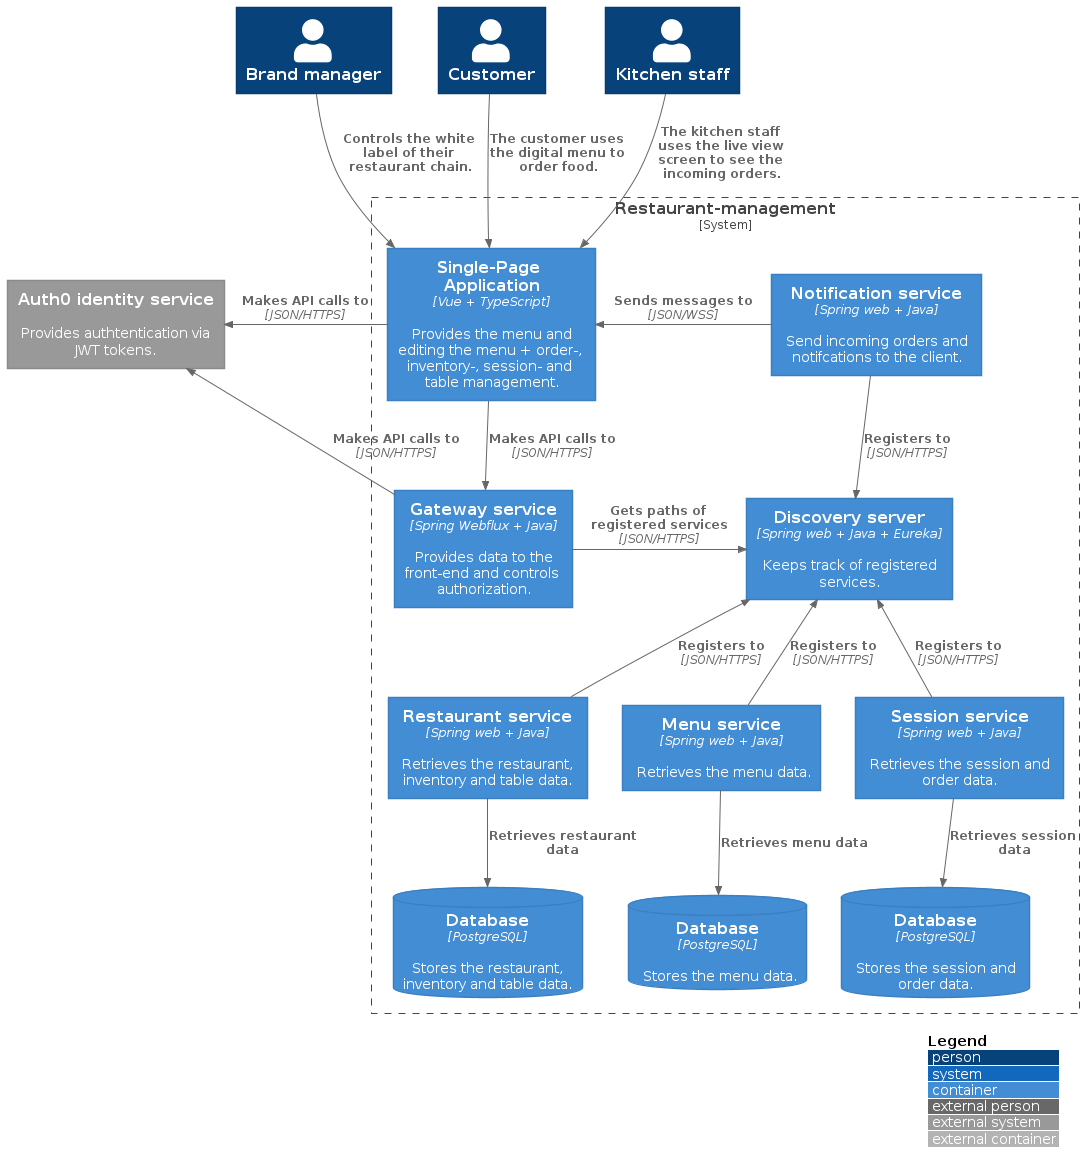 Brand manager
Customer
Kitchen staff
Controls the white
label of their
restaurant chain.
The customer uses
the digital menu to
order food.
The kitchen staff
uses the live view
screen to see the
incoming orders.
Restaurant-management
[System]
Single-Page
Application
[Vue + TypeScript]
Provides the menu and
editing the menu + order-,
inventory-, session- and
table management.
Notification service
[Spring web + Java]
Send incoming orders and
notifcations to the client.
Auth0 identity service
Provides authtentication via
JWT tokens.
Makes API calls to
[JSON/HTTPS]
Sends messages to
[JSON/WSS]
Makes API calls to
[JSON/HTTPS]
Makes API calls to
[JSON/HTTPS]
Registers to
[JSON/HTTPS]
Gateway service
[Spring Webflux + Java]
Provides data to the
front-end and controls
authorization.
Gets paths of
registered services
[JSON/HTTPS]
Discovery server
[Spring web + Java + Eureka]
Keeps track of registered
services.
Registers to
[JSON/HTTPS]
Registers to
[JSON/HTTPS]
Registers to
[JSON/HTTPS]
Restaurant service
[Spring web + Java]
Retrieves the restaurant,
inventory and table data.
Menu service
[Spring web + Java]
Retrieves the menu data.
Session service
[Spring web + Java]
Retrieves the session and
order data.
Retrieves restaurant
data
Retrieves menu data
Retrieves session
data
Database
[PostgreSQL]
Stores the restaurant,
inventory and table data.
Database
[PostgreSQL]
Stores the menu data.
Database
[PostgreSQL]
Stores the session and
order data.
Legend
person
system
container
external person
external system
external container